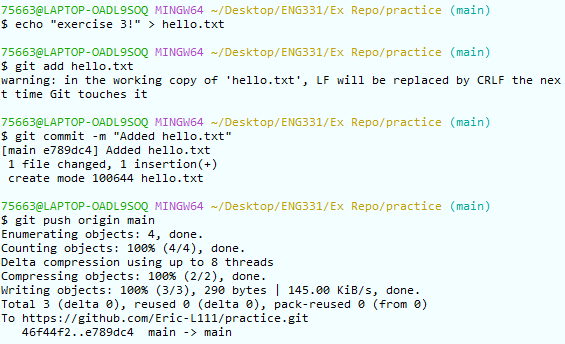 75663@LAPTOP-OADL9SOQ MINGW64 ~/Desktop/ENG331/Ex Repo/practice (main)
$ echo "exercise 3!" > hello.txt
75663@LAPTOP-OADL9SOQ MINGW64 ~/Desktop/ENG331/Ex Repo/practice (main)
$ git add hello.txt
warning: in the working copy of 'hello.txt', LF will be replaced by CRLF the nex
t time Git touches it
75663@LAPTOP-OADL9SOQ MINGW64 ~/Desktop/ENG331/Ex Repo/practice (main)
$ git commit -m "Added hello.txt"
[main e789dc4] Added hello.txt
 1 file changed, 1 insertion(+)
 create mode 100644 hello.txt
75663@LAPTOP-OADL9SOQ MINGW64 ~/Desktop/ENG331/Ex Repo/practice (main)
$ git push origin main
Enumerating objects: 4, done.
Counting objects: 100% (4/4), done.
Delta compression using up to 8 threads
Compressing objects: 100% (2/2), done.
Writing objects: 100% (3/3), 290 bytes | 145.00 KiB/s, done.
Total 3 (delta 0), reused 0 (delta 0), pack-reused 0 (from 0)
To https://github.com/Eric-L111/practice.git
   46f44f2..e789dc4  main -> main